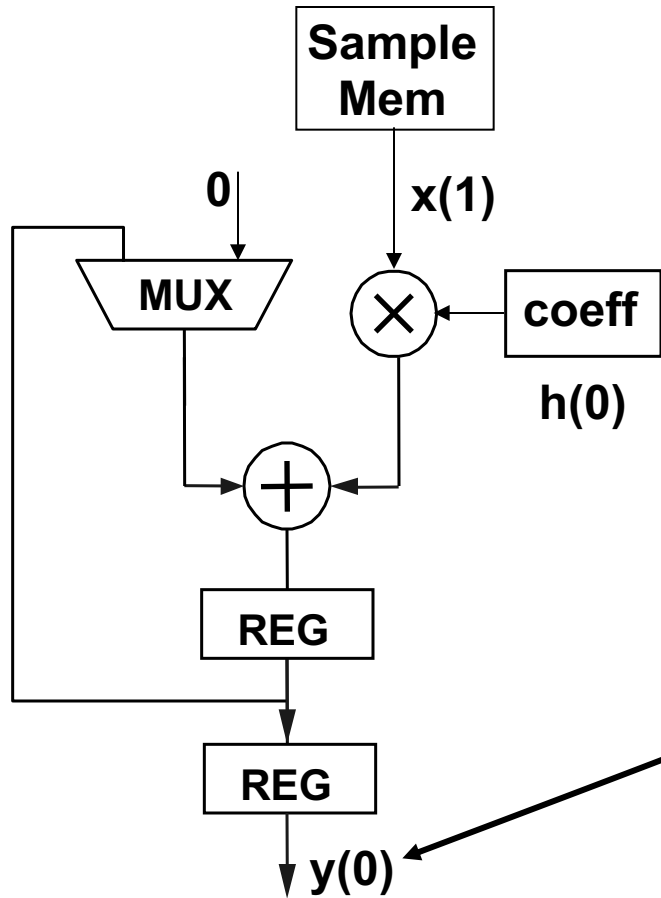 Sample
Mem
0
x(1)
MUX
coeff
h(0)
REG
REG
y(0)